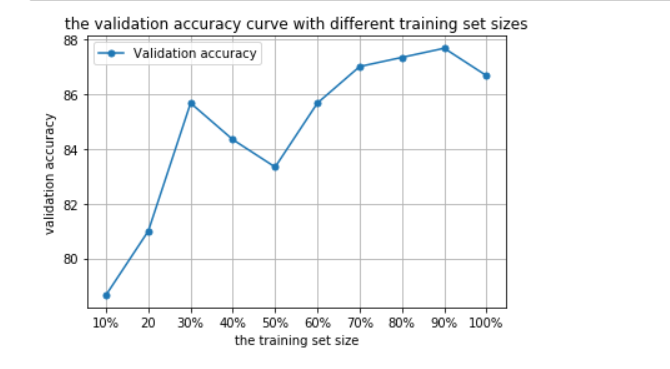 the validation accuracy curve with different training set sizes
Validation accuracy
validation accuracy
88
86
84
82
80
10% 20 30% 40% 50% 60% 70% 80% 90% 100%
the training set size